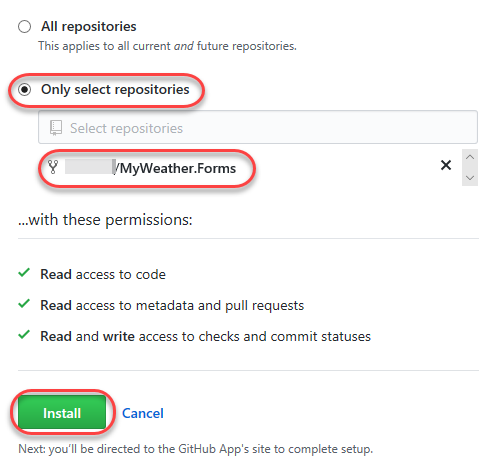 All repositories
This applies to all current and future repositories.
Only select repositories
Select repositories
/MyWeather.Forms
...with these permissions:
Read access to code
Read access to metadata and pull requests
Read and write access to checks and commit statuses
Install Cancel
Next: you'll be directed to the GitHub App's site to complete setup.